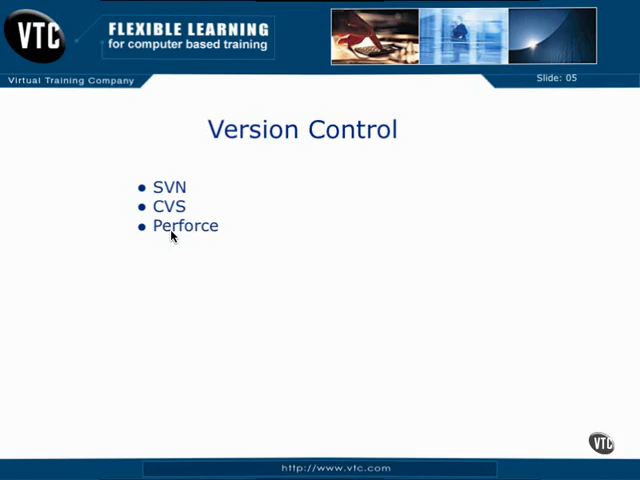 VTC
FLEXIBLE LEARNING
for computer based training
Virtual Training Company
Slide: 05
Version Control
• SVN
• CVS
• Perforce
VTC
http://www.vtc.com